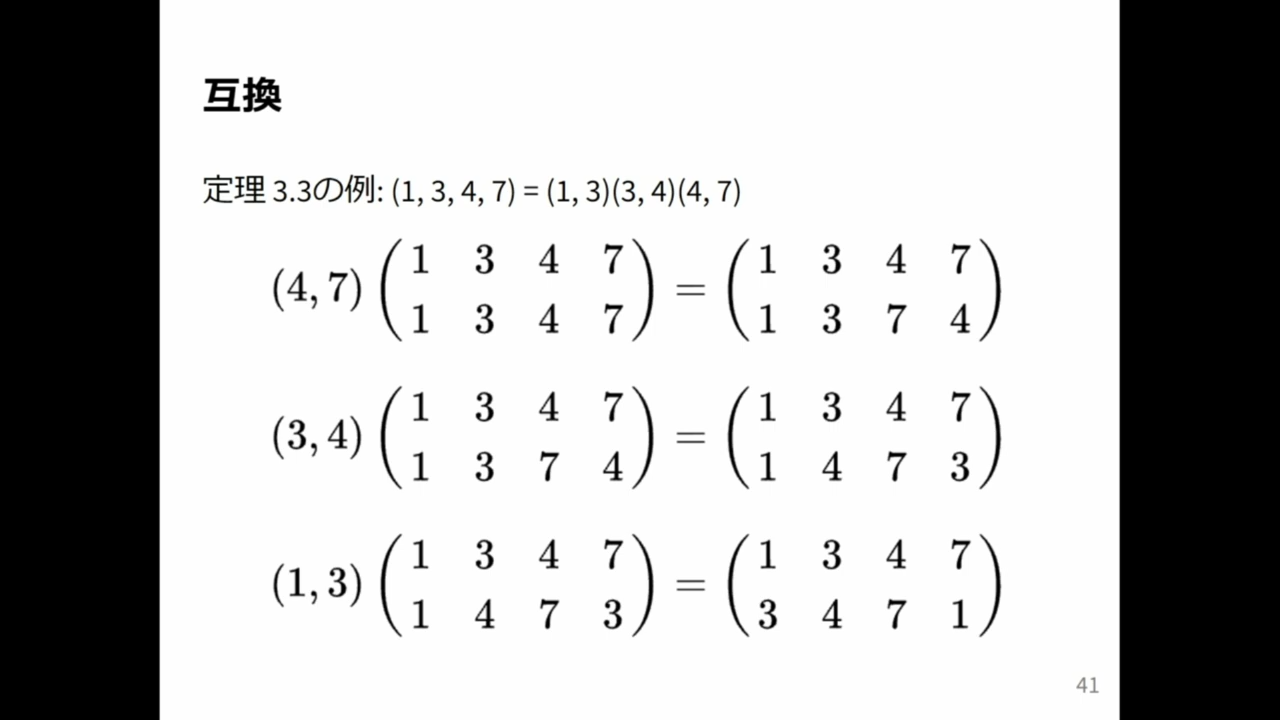 互換
定理 3.3の例: (1, 3, 4, 7) = (1, 3)(3, 4)(4, 7)
(4, 7) ( 1 3 4 7 ) = ( 1 3 4 7 )
1 3 4 7 1 3 7 4
(3, 4) ( 1 3 4 7 ) = ( 1 3 4 7 )
1 3 7 4 1 4 7 3
(1, 3) ( 1 3 4 7 ) = ( 1 3 4 7 )
1 4 7 3 3 4 7 1
41